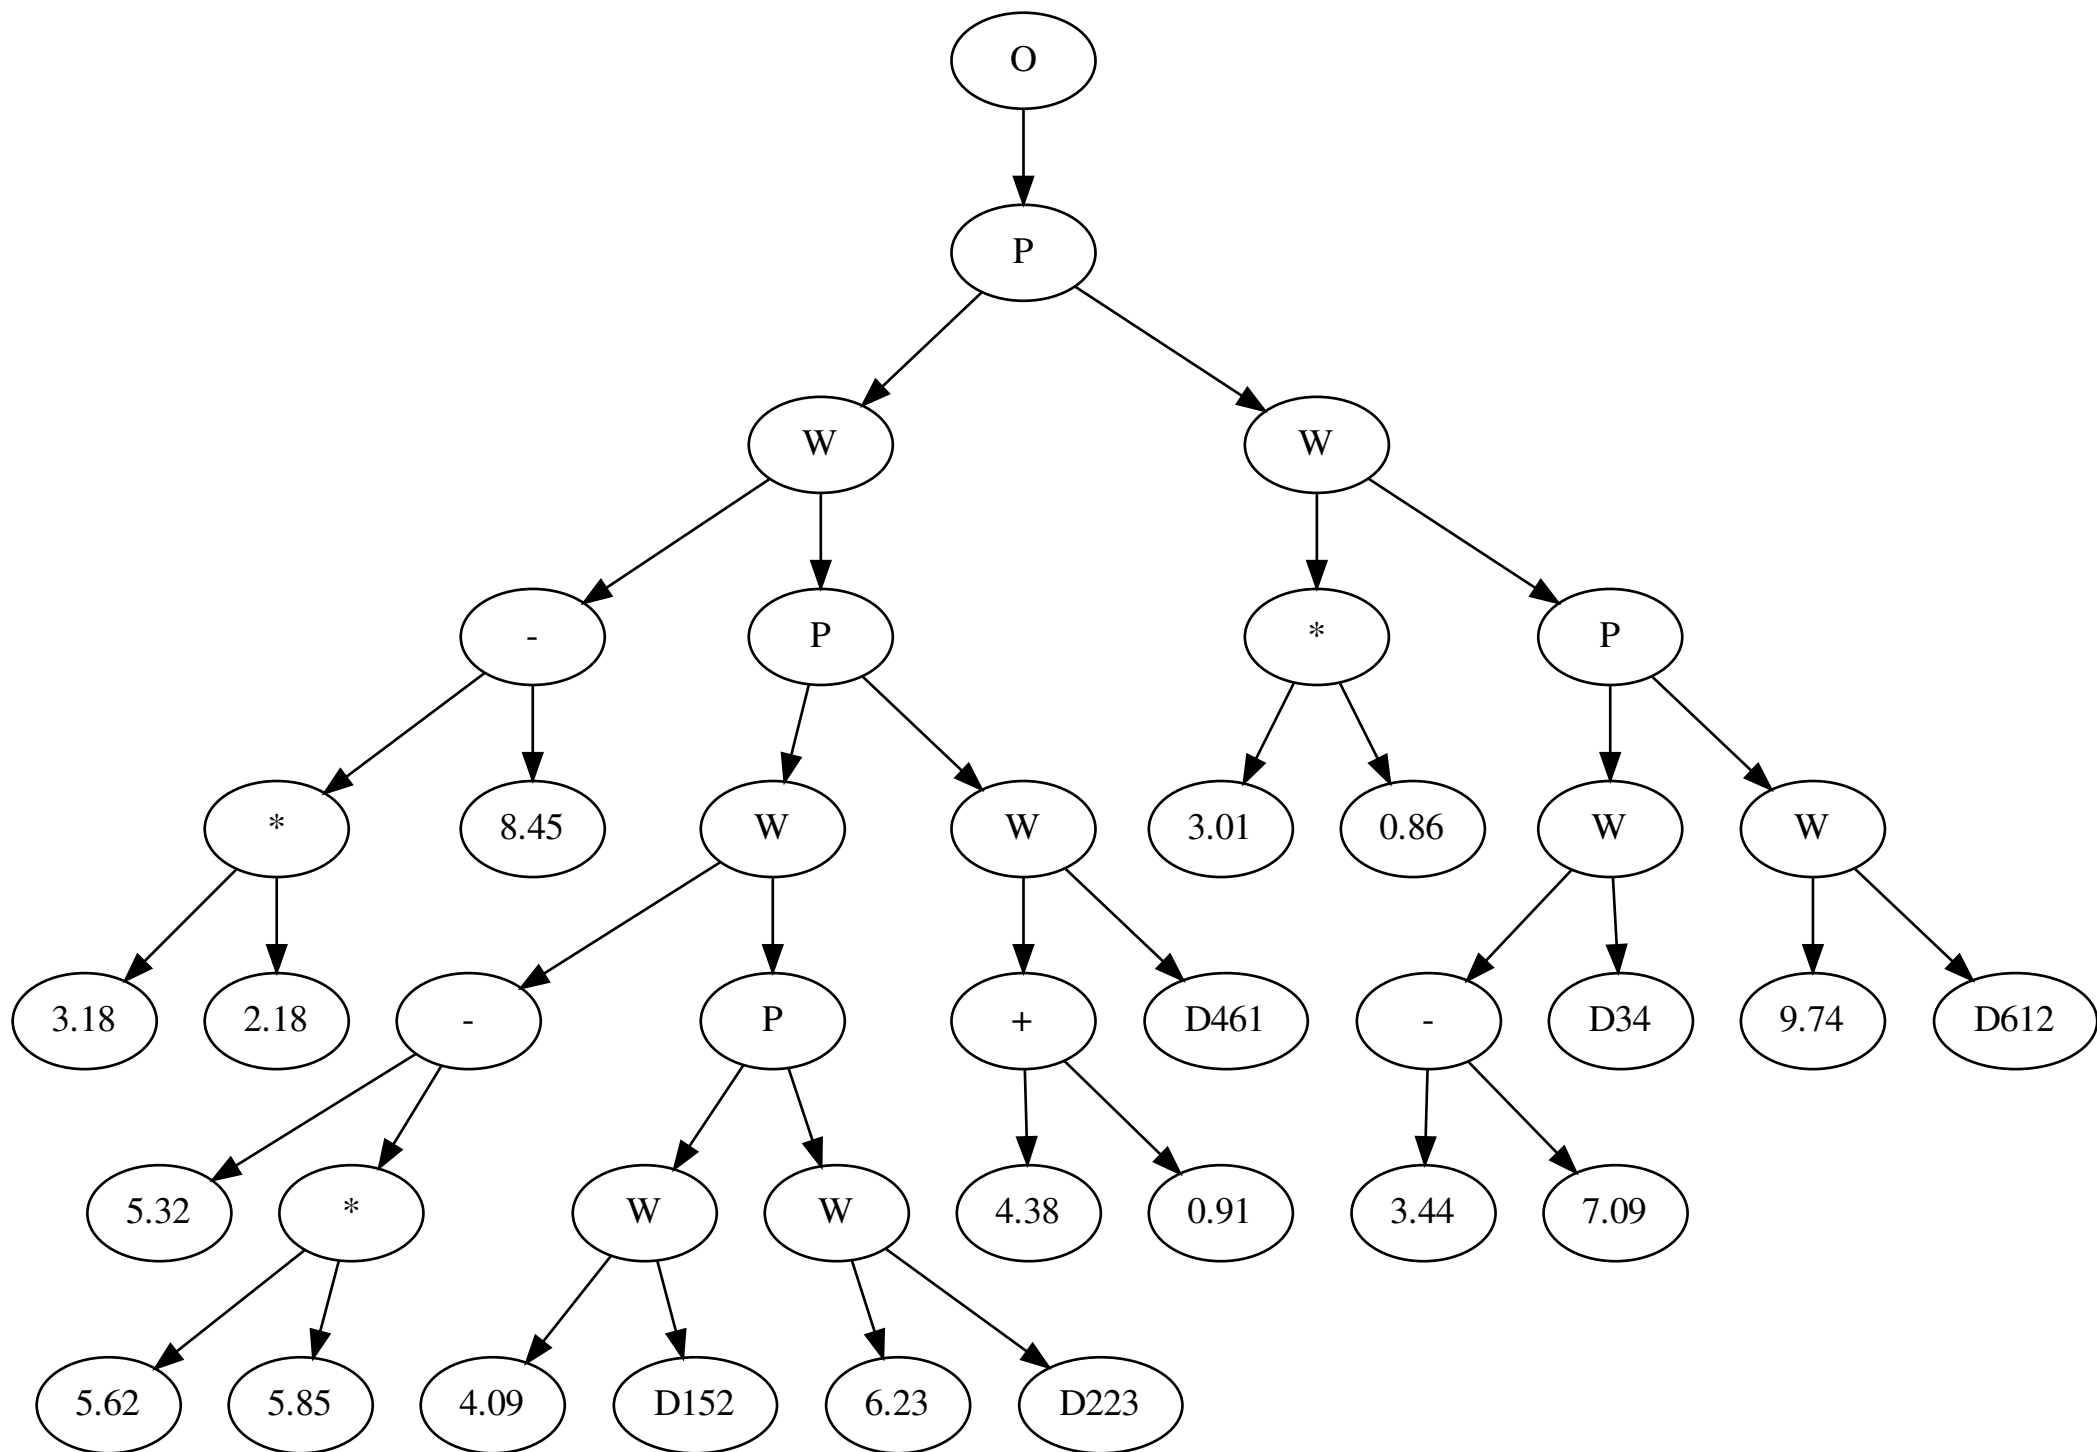 O
P
W W
- P * P
* 8.45 W W 3.01 0.86 W W
3.18 2.18 - P + D461 - D34 9.74 D612
5.32 * W W 4.38 0.91 3.44 7.09
5.62 5.85 4.09 D152 6.23 D223